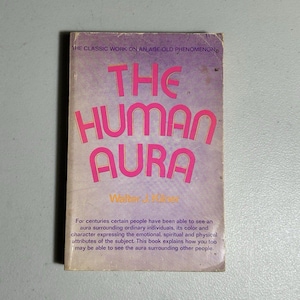 THE CLASSIC WORK ON AN AGE-OLD PHENOMENON
THE
HUMAN
AURA
For centuries certain people have been able to see an
aura surrounding ordinary individuals, its color and
character expressing the emotional, spiritual and physical
attributes of the subject. This book explains how you too
may be able to see the aura surrounding other people.